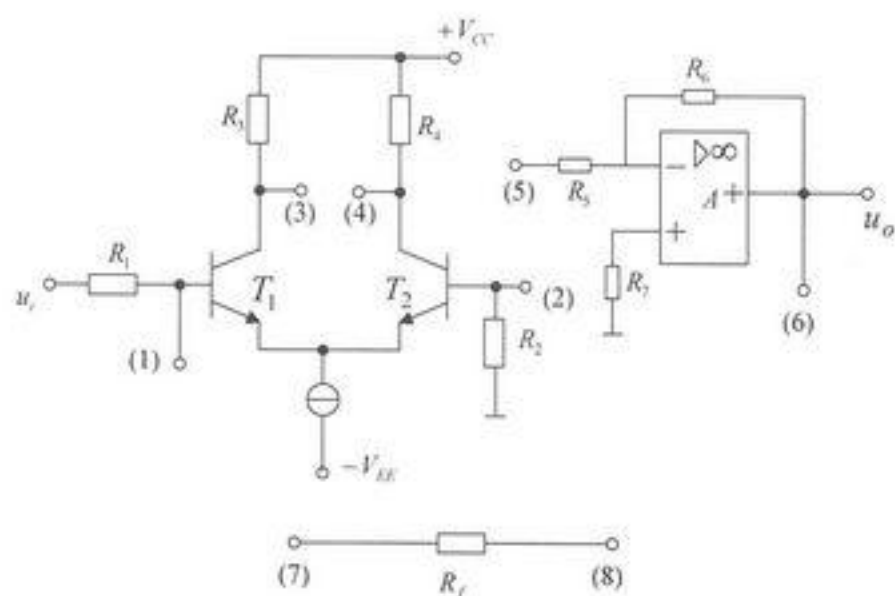 +V_CC
R_3
R_4
(3)
(4)
R_1
u_i
T_1
T_2
(1)
(2)
R_2
-V_EE
R_6
(5)
R_5
▷∞
−
A
+
+
R_7
u_o
(6)
(7)
R_f
(8)